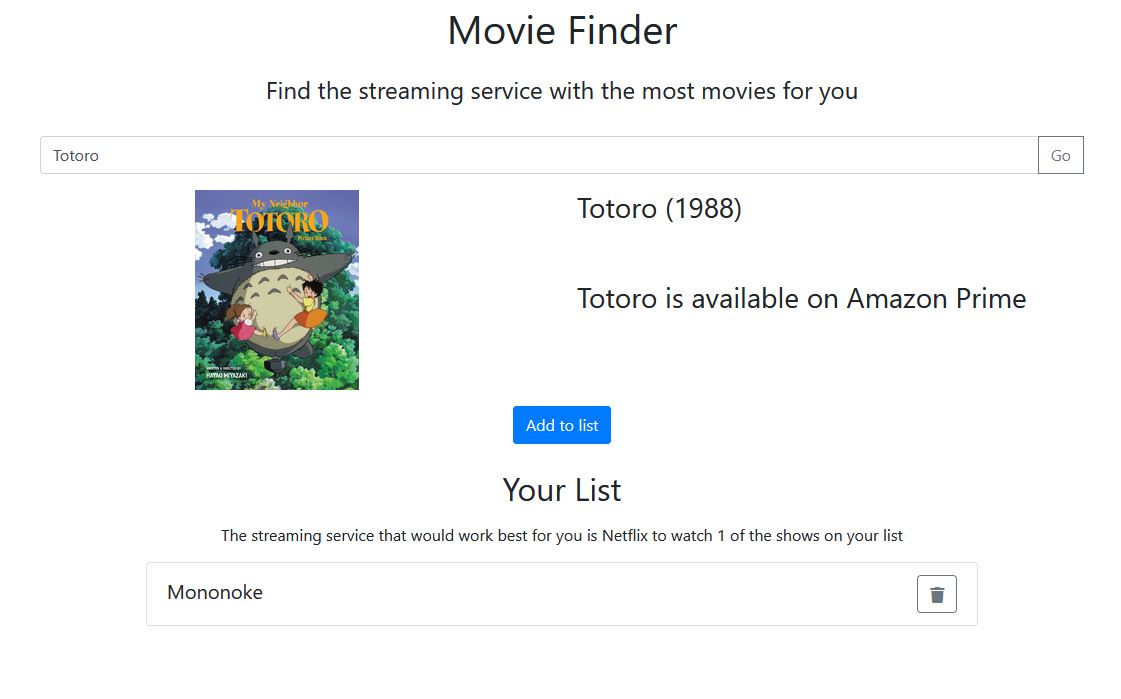 Movie Finder
Find the streaming service with the most movies for you
Totoro
Go
My Neighbor
TOTORO
Picture Book
WRITTEN & DIRECTED BY
HAYAO MIYAZAKI
Totoro (1988)
Totoro is available on Amazon Prime
Add to list
Your List
The streaming service that would work best for you is Netflix to watch 1 of the shows on your list
Mononoke